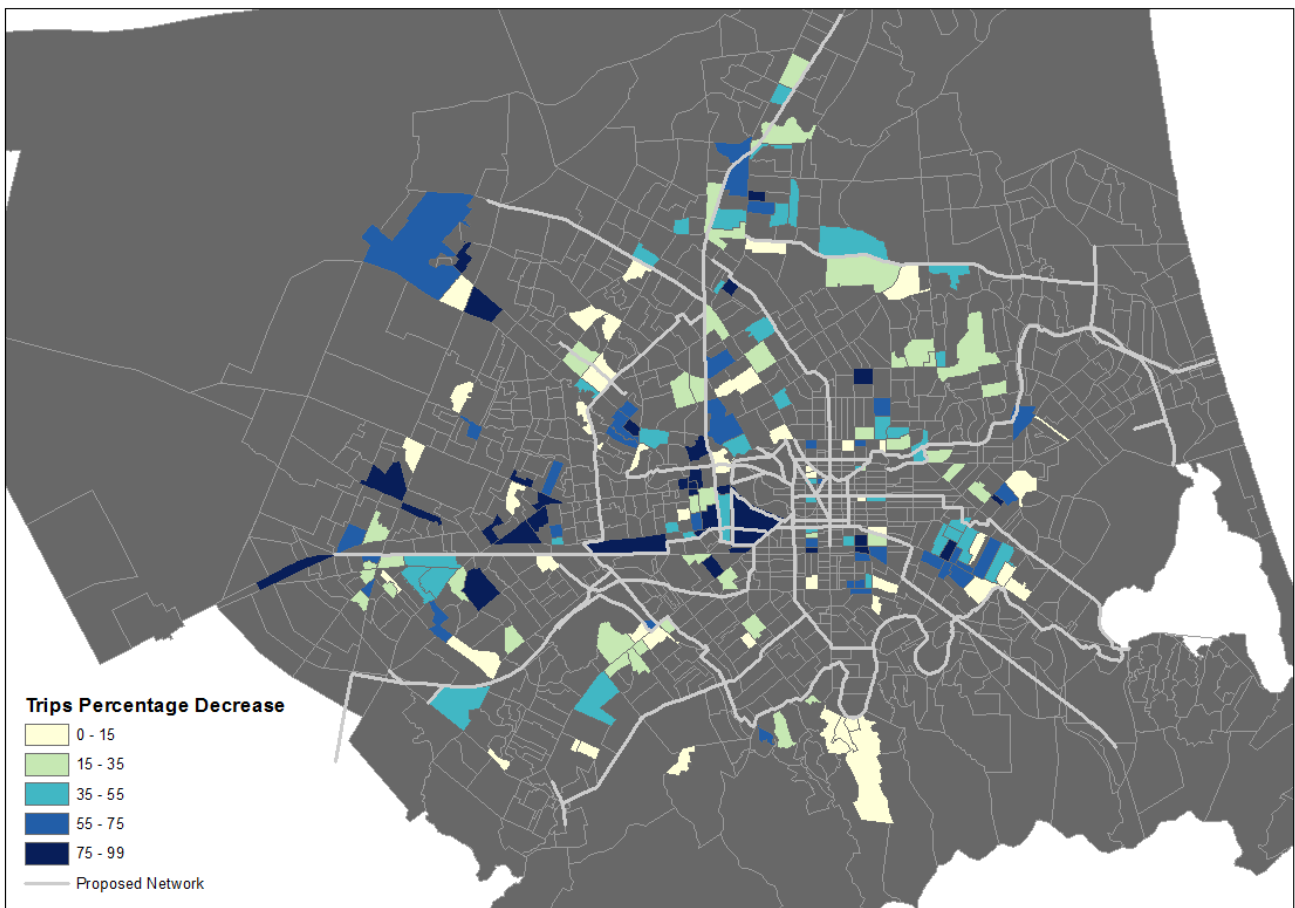 Trips Percentage Decrease
0 - 15
15 - 35
35 - 55
55 - 75
75 - 99
Proposed Network